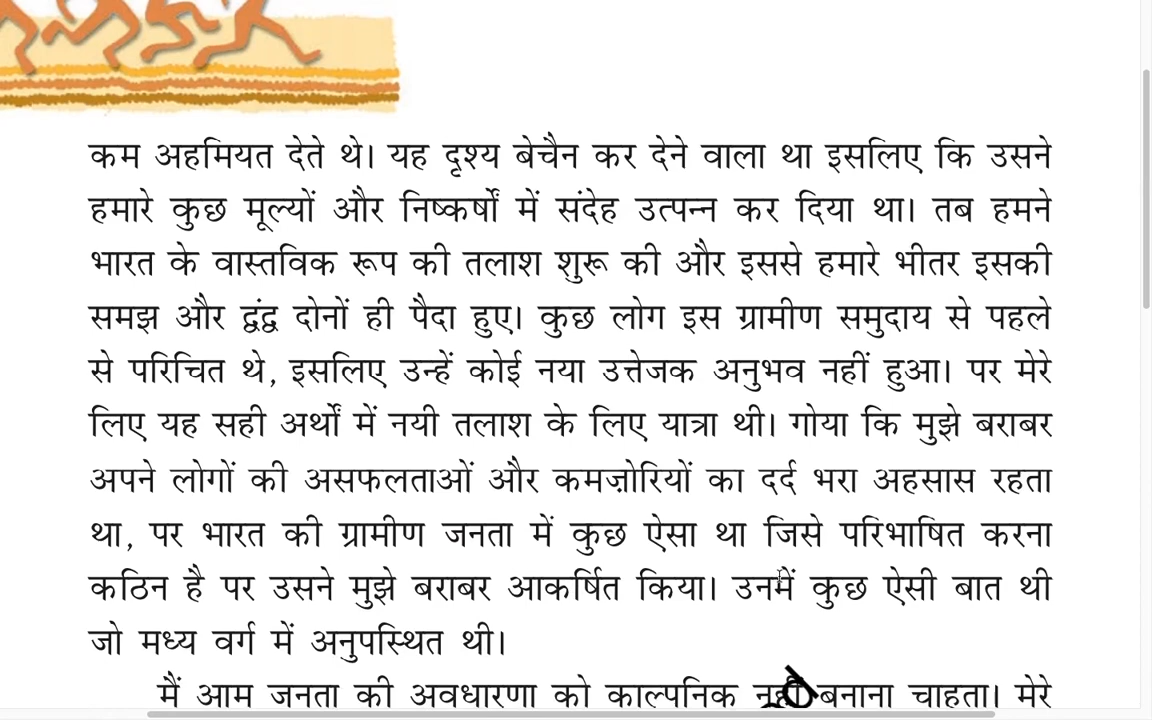 कम अहमियत देते थे। यह दृश्य बेचैन कर देने वाला था इसलिए कि उसने
हमारे कुछ मूल्यों और निष्कर्षों में संदेह उत्पन्न कर दिया था। तब हमने
भारत के वास्तविक रूप की तलाश शुरू की और इससे हमारे भीतर इसकी
समझ और द्वंद्व दोनों ही पैदा हुए। कुछ लोग इस ग्रामीण समुदाय से पहले
से परिचित थे, इसलिए उन्हें कोई नया उत्तेजक अनुभव नहीं हुआ। पर मेरे
लिए यह सही अर्थों में नयी तलाश के लिए यात्रा थी। गोया कि मुझे बराबर
अपने लोगों की असफलताओं और कमज़ोरियों का दर्द भरा अहसास रहता
था, पर भारत की ग्रामीण जनता में कुछ ऐसा था जिसे परिभाषित करना
कठिन है पर उसने मुझे बराबर आकर्षित किया। उनमें कुछ ऐसी बात थी
जो मध्य वर्ग में अनुपस्थित थी।
मैं आम जनता की अवधारणा को काल्पनिक नहीं बनाना चाहता। मेरे